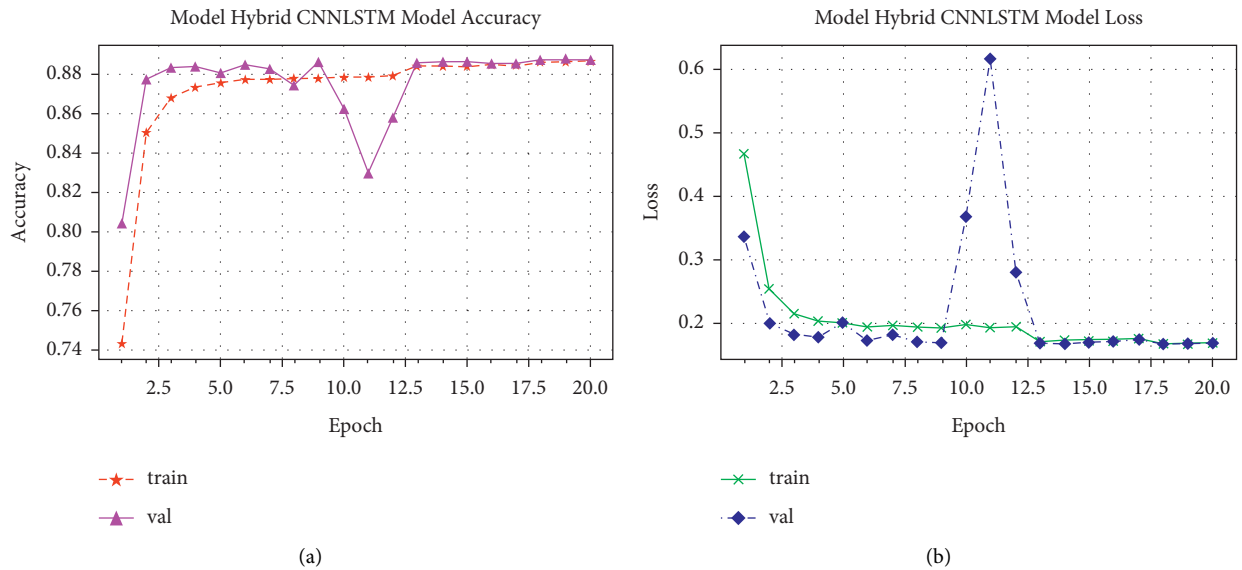 Model Hybrid CNNLSTM Model Accuracy
0.88
0.86
0.84
0.82
0.80
0.78
0.76
0.74
Accuracy
2.5 5.0 7.5 10.0 12.5 15.0 17.5 20.0
Epoch
train
val
(a)
Model Hybrid CNNLSTM Model Loss
0.6
0.5
0.4
0.3
0.2
Loss
2.5 5.0 7.5 10.0 12.5 15.0 17.5 20.0
Epoch
train
val
(b)